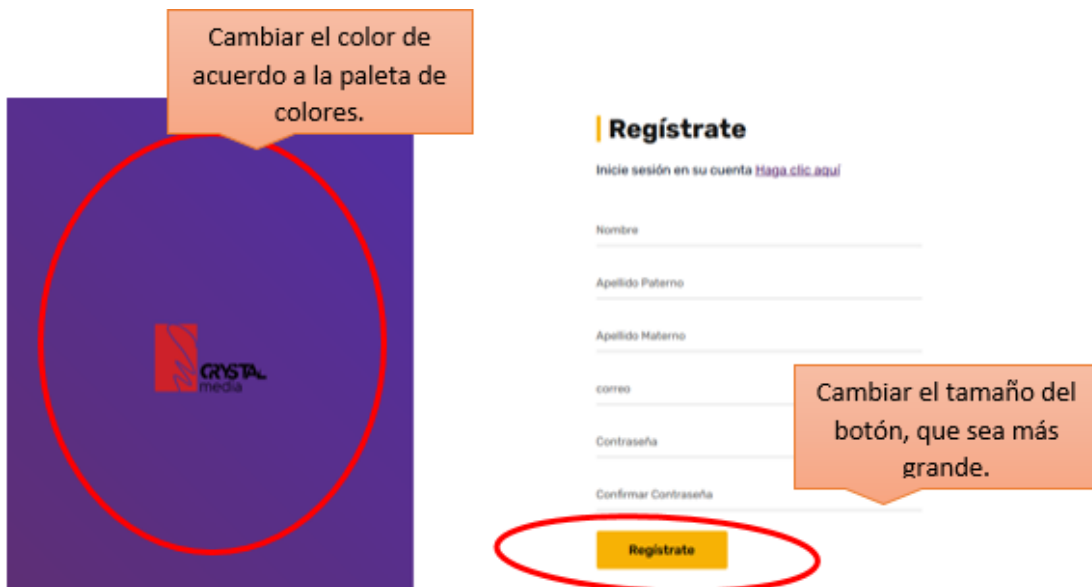 Cambiar el color de
acuerdo a la paleta de
colores.
CRYSTAL
media
Regístrate
Inicie sesión en su cuenta Haga clic aquí
Nombre
Apellido Paterno
Apellido Materno
correo
Contraseña
Confirmar Contraseña
Cambiar el tamaño del
botón, que sea más
grande.
Regístrate